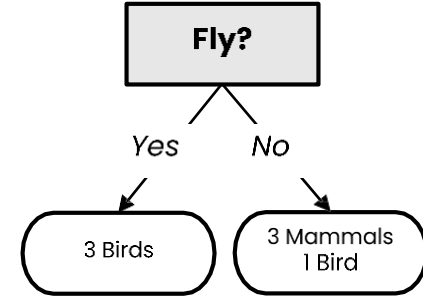 Fly?
Yes
No
3 Birds
3 Mammals
1 Bird